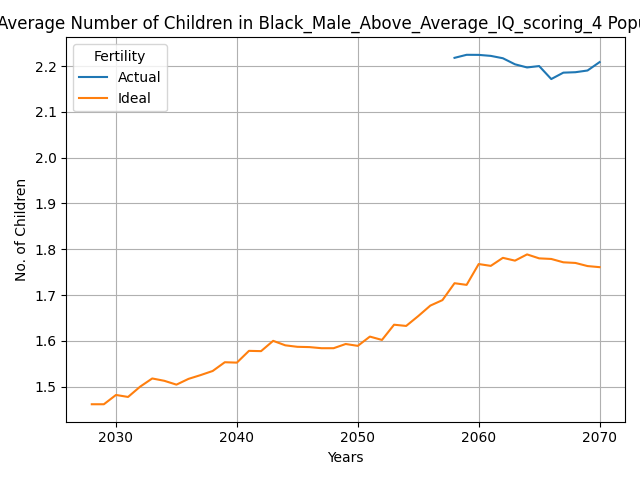 Average Number of Children in Black_Male_Above_Average_IQ_scoring_4 Popu
Fertility
Actual
Ideal
2.2
2.1
2.0
1.9
1.8
1.7
1.6
1.5
No. of Children
2030 2040 2050 2060 2070
Years